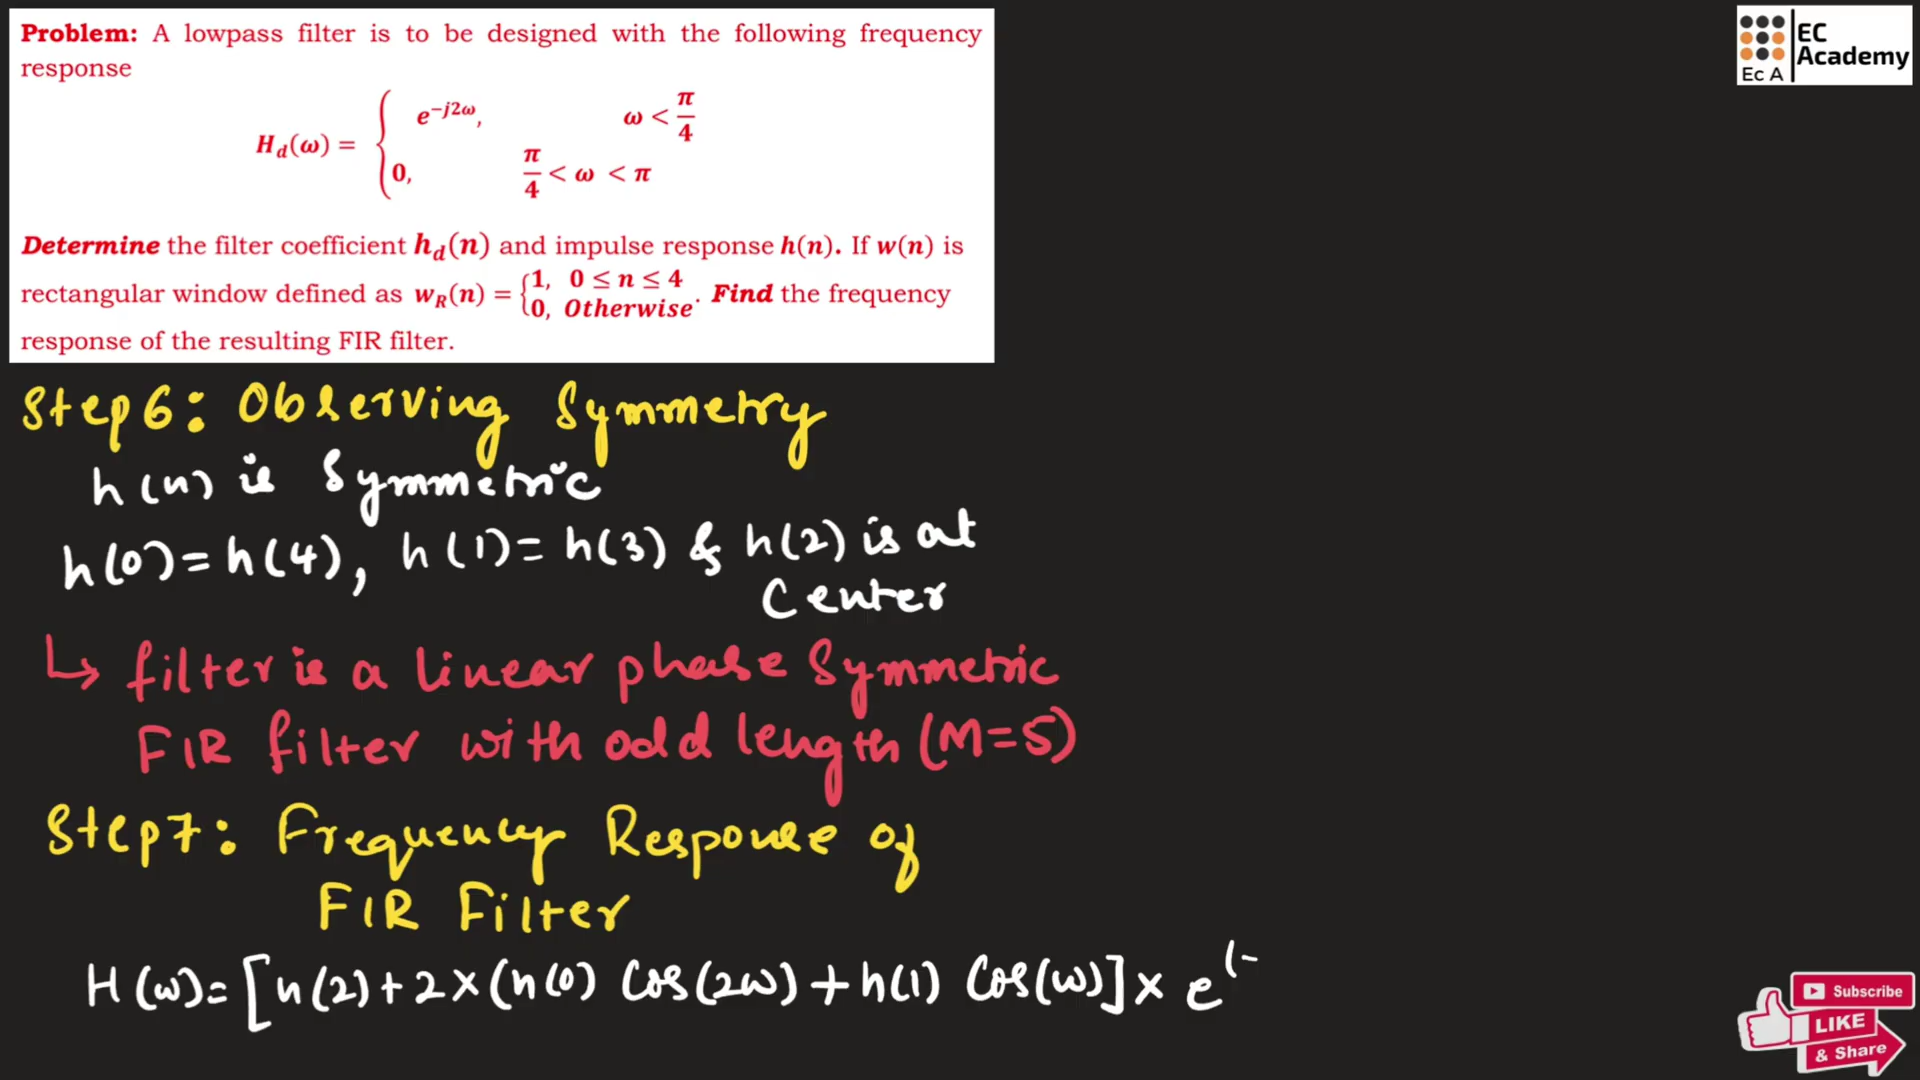 Problem: A lowpass filter is to be designed with the following frequency
response
H_d(ω) = { e^{-j2ω}, ω < π/4
0, π/4 < ω < π
Determine the filter coefficient h_d(n) and impulse response h(n). If w(n) is
rectangular window defined as w_R(n) = { 1, 0 ≤ n ≤ 4
0, Otherwise . Find the frequency
response of the resulting FIR filter.
EC
Academy
Ec A
Step 6: Observing Symmetry
h(n) is Symmetric
h(0) = h(4), h(1) = h(3) & h(2) is at
Center
↳ filter is a linear phase Symmetric
FIR filter with odd length (M=5)
Step 7: Frequency Response of
FIR Filter
H(ω) = [h(2) + 2 × (h(0) Cos(2ω) + h(1) Cos(ω)] × e^(-
Subscribe
LIKE
& Share